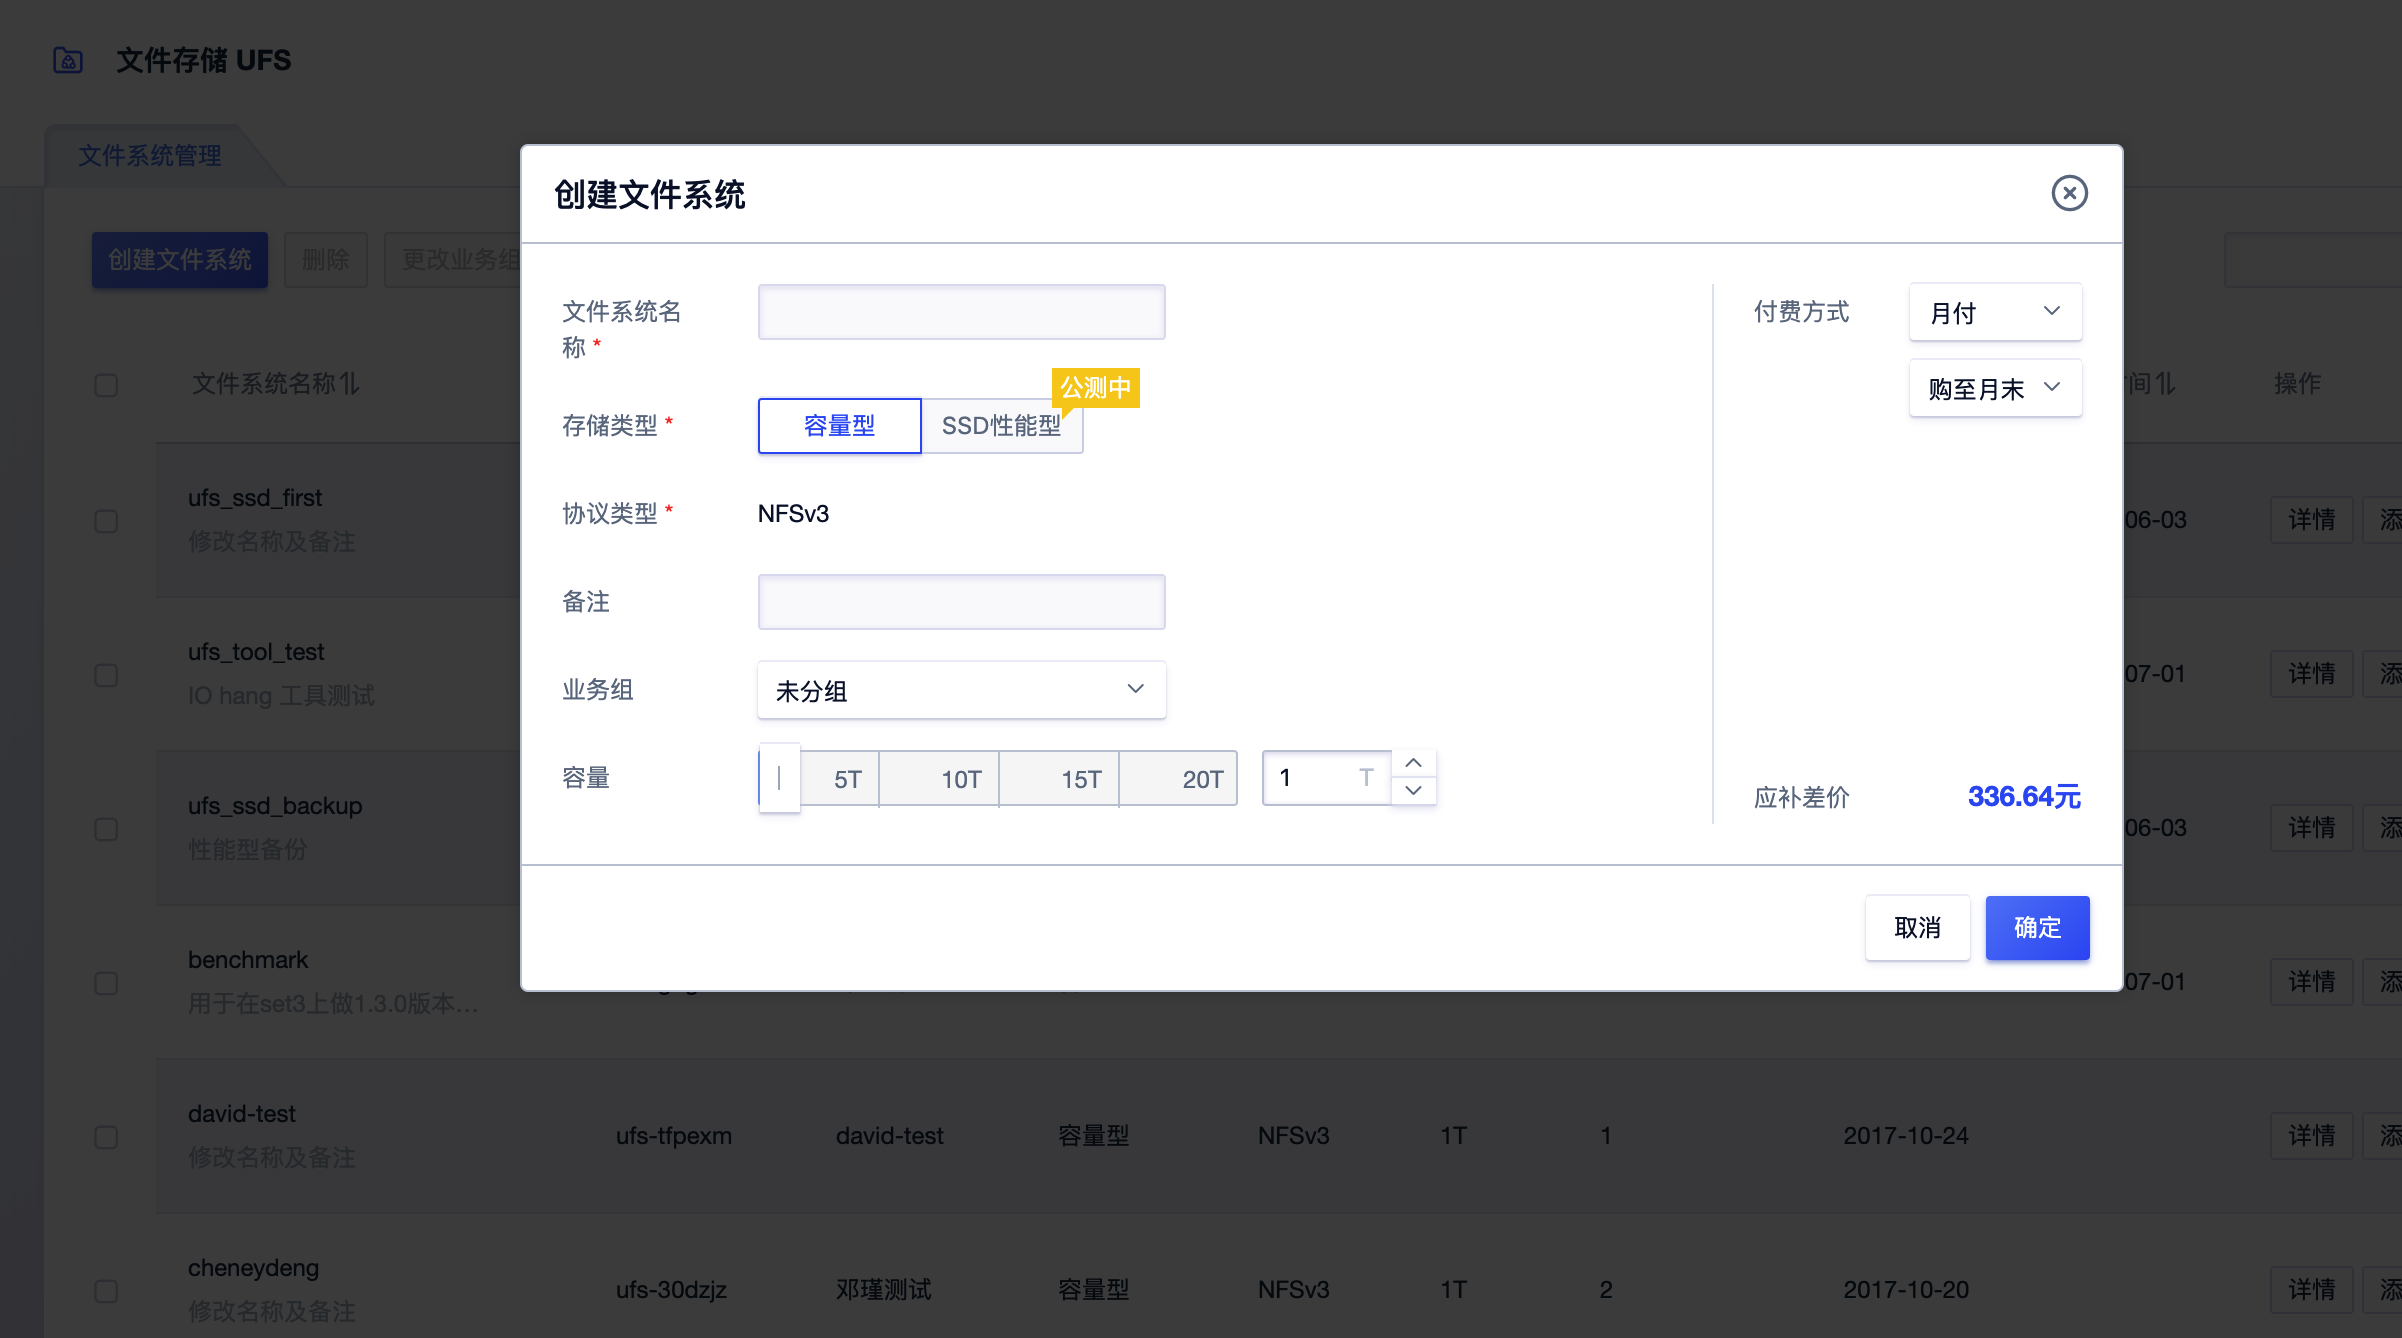 文件存储 UFS
文件系统管理
创建文件系统
删除
更改业务组
文件系统名称
间
操作
ufs_ssd_first
修改名称及备注
06-03
详情
添
ufs_tool_test
IO hang 工具测试
07-01
详情
添
ufs_ssd_backup
性能型备份
06-03
详情
添
benchmark
用于在set3上做1.3.0版本...
07-01
详情
添
david-test
修改名称及备注
ufs-tfpexm
david-test
容量型
NFSv3
1T
1
2017-10-24
详情
添
cheneydeng
修改名称及备注
ufs-30dzjz
邓瑾测试
容量型
NFSv3
1T
2
2017-10-20
详情
添
创建文件系统
文件系统名
称 *
存储类型 *
容量型
SSD性能型
公测中
协议类型 *
NFSv3
备注
业务组
未分组
容量
5T
10T
15T
20T
1
T
付费方式
月付
购至月末
应补差价
336.64元
取消
确定